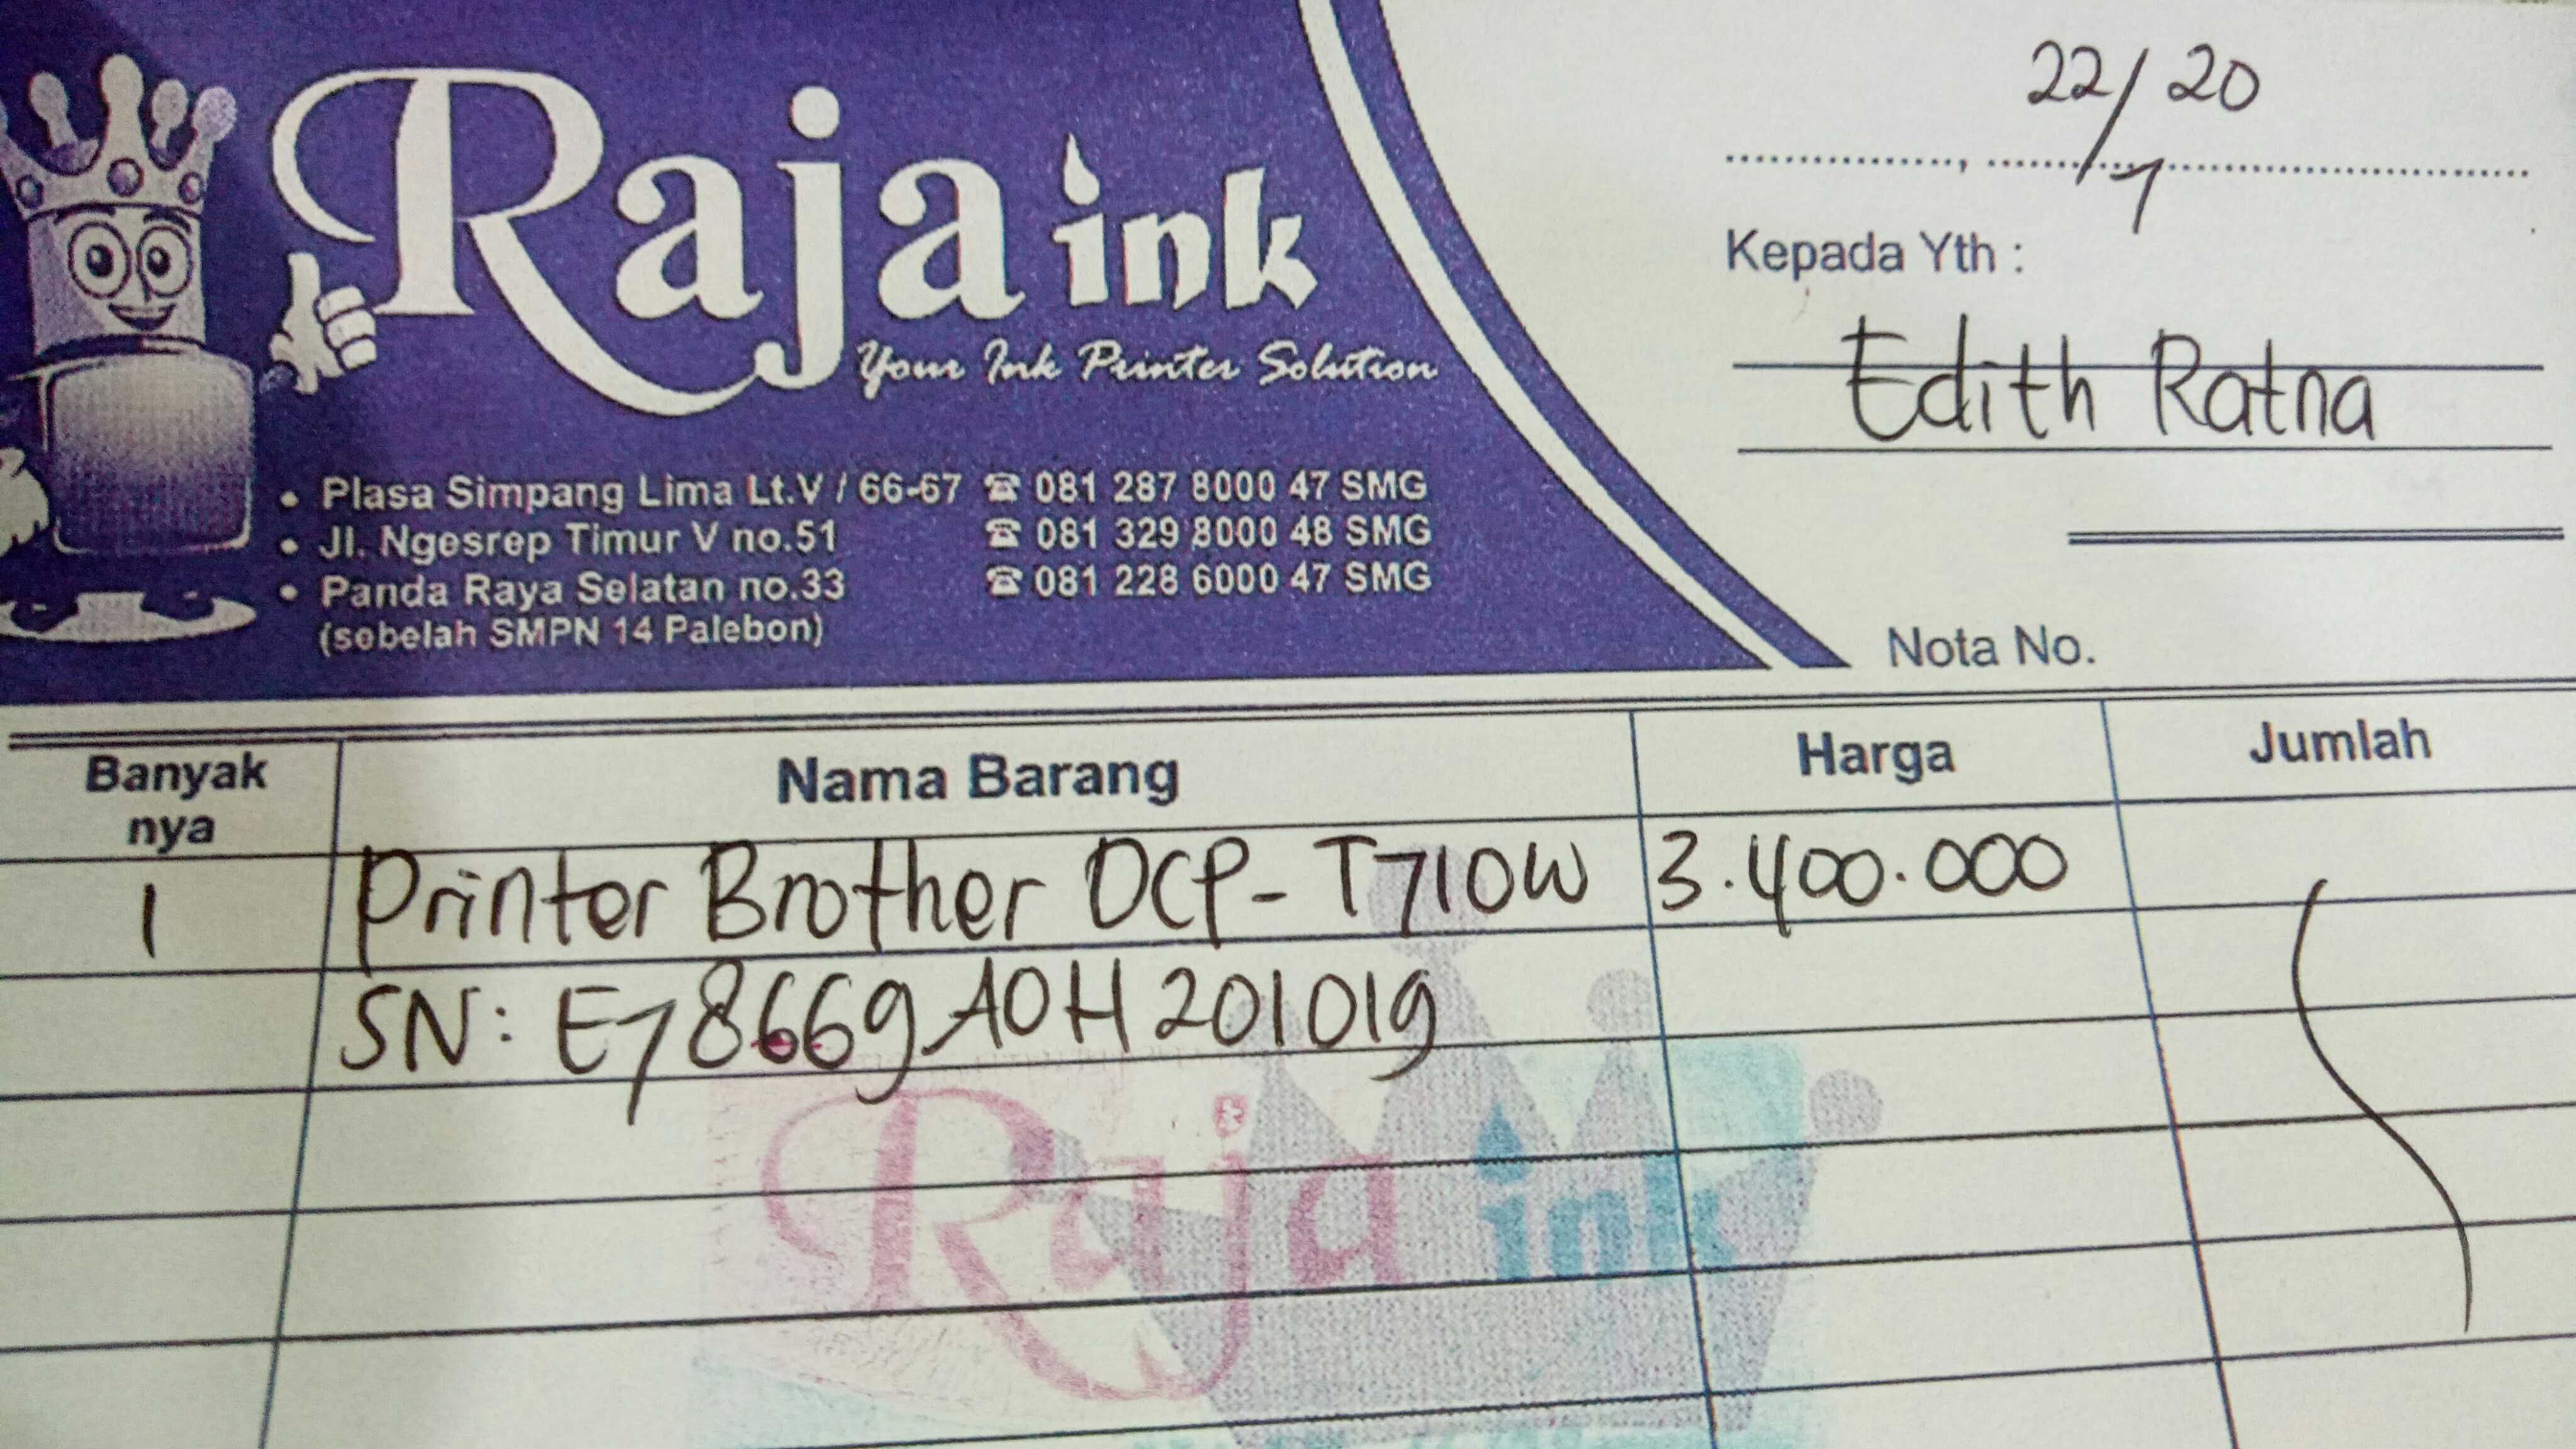 Raja ink
Your Ink Printer Solution
• Plasa Simpang Lima Lt.V / 66-67 ☎ 081 287 8000 47 SMG
• Jl. Ngesrep Timur V no.51 ☎ 081 329 8000 48 SMG
• Panda Raya Selatan no.33 ☎ 081 228 6000 47 SMG
(sebelah SMPN 14 Palebon)
22/7 20
Kepada Yth :
Edith Ratna
Nota No.
Banyak nya Nama Barang Harga Jumlah
1 Printer Brother DCP-T710W 3.400.000
SN: E78669A0H201019
Raja ink